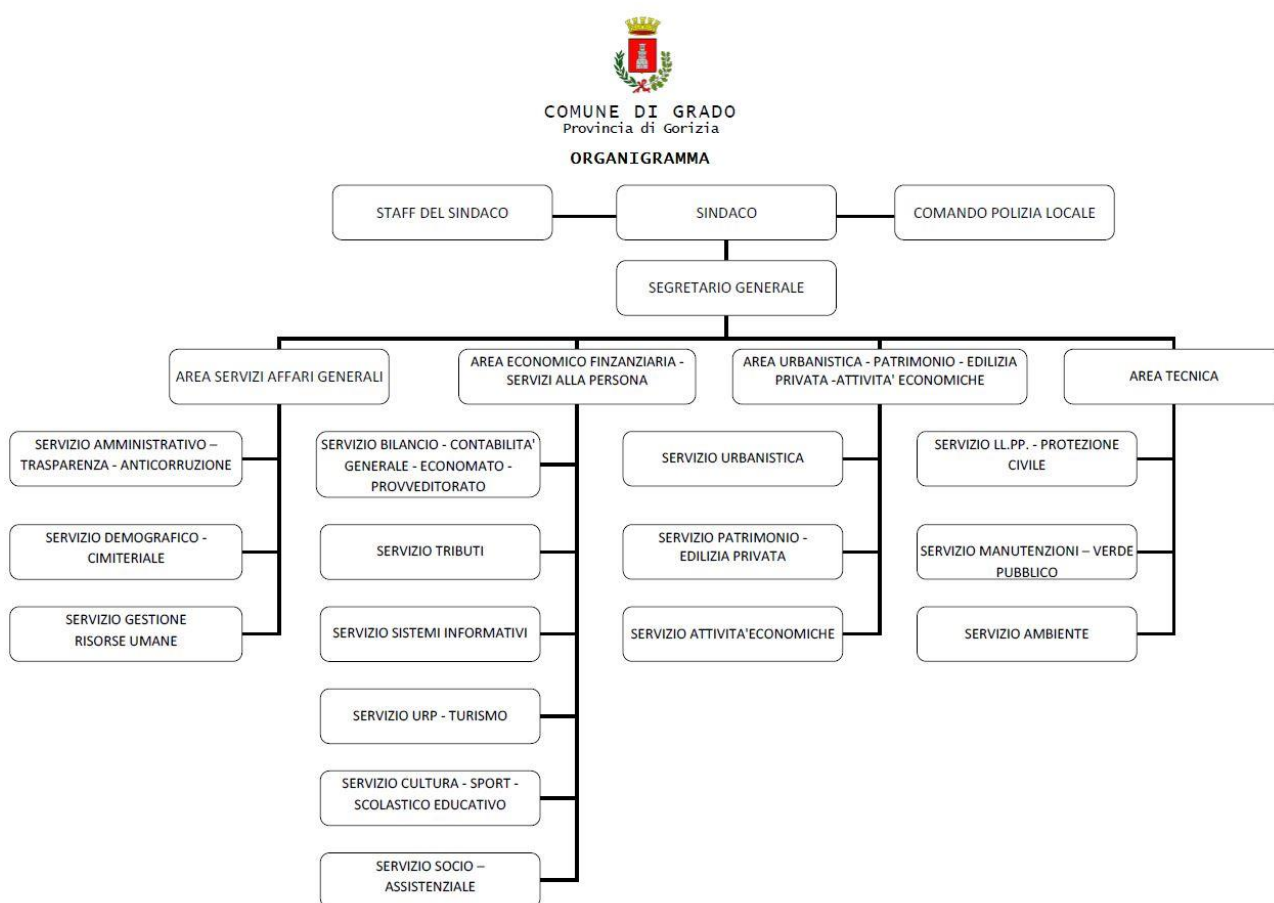 COMUNE DI GRADO
Provincia di Gorizia
ORGANIGRAMMA
STAFF DEL SINDACO
SINDACO
COMANDO POLIZIA LOCALE
SEGRETARIO GENERALE
AREA SERVIZI AFFARI GENERALI
AREA ECONOMICO FINZANZIARIA -
SERVIZI ALLA PERSONA
AREA URBANISTICA - PATRIMONIO - EDILIZIA
PRIVATA -ATTIVITA' ECONOMICHE
AREA TECNICA
SERVIZIO AMMINISTRATIVO –
TRASPARENZA - ANTICORRUZIONE
SERVIZIO DEMOGRAFICO -
CIMITERIALE
SERVIZIO GESTIONE
RISORSE UMANE
SERVIZIO BILANCIO - CONTABILITA'
GENERALE - ECONOMATO -
PROVVEDITORATO
SERVIZIO TRIBUTI
SERVIZIO SISTEMI INFORMATIVI
SERVIZIO URP - TURISMO
SERVIZIO CULTURA - SPORT -
SCOLASTICO EDUCATIVO
SERVIZIO SOCIO –
ASSISTENZIALE
SERVIZIO URBANISTICA
SERVIZIO PATRIMONIO -
EDILIZIA PRIVATA
SERVIZIO ATTIVITA'ECONOMICHE
SERVIZIO LL.PP. - PROTEZIONE
CIVILE
SERVIZIO MANUTENZIONI – VERDE
PUBBLICO
SERVIZIO AMBIENTE